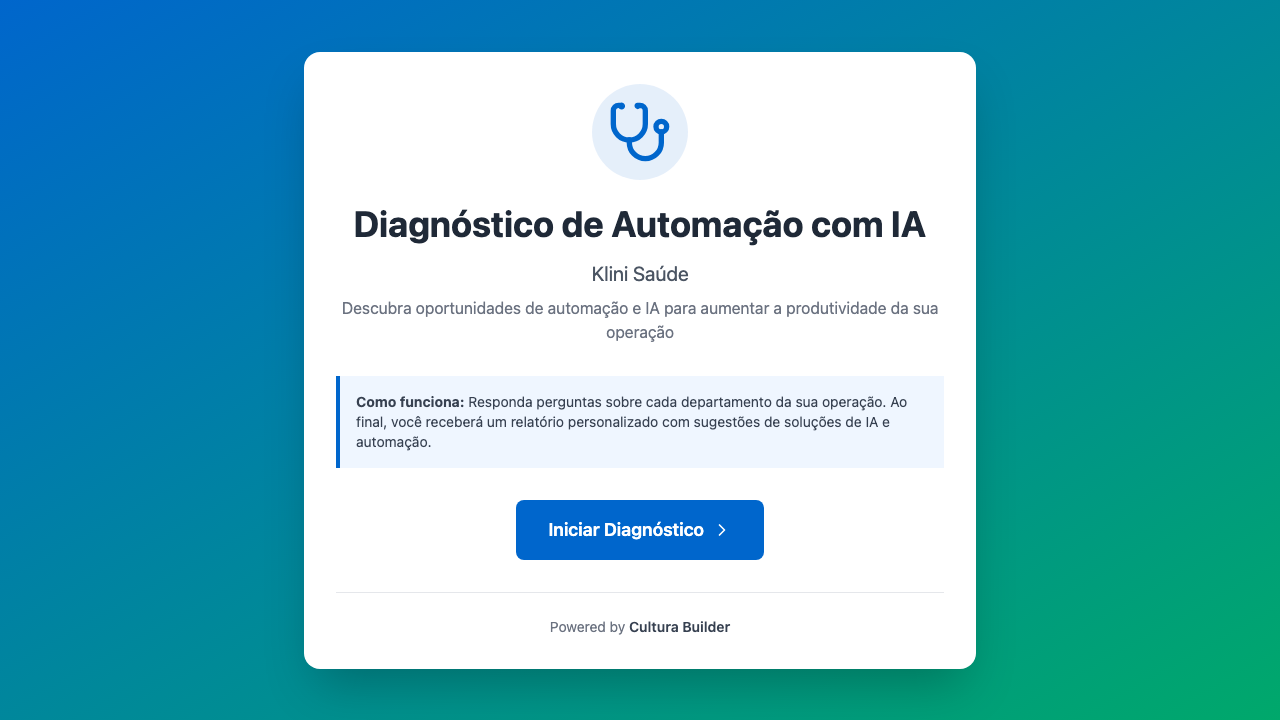 Diagnóstico de Automação com IA
Klini Saúde
Descubra oportunidades de automação e IA para aumentar a produtividade da sua
operação
Como funciona: Responda perguntas sobre cada departamento da sua operação. Ao
final, você receberá um relatório personalizado com sugestões de soluções de IA e
automação.
Iniciar Diagnóstico
Powered by Cultura Builder